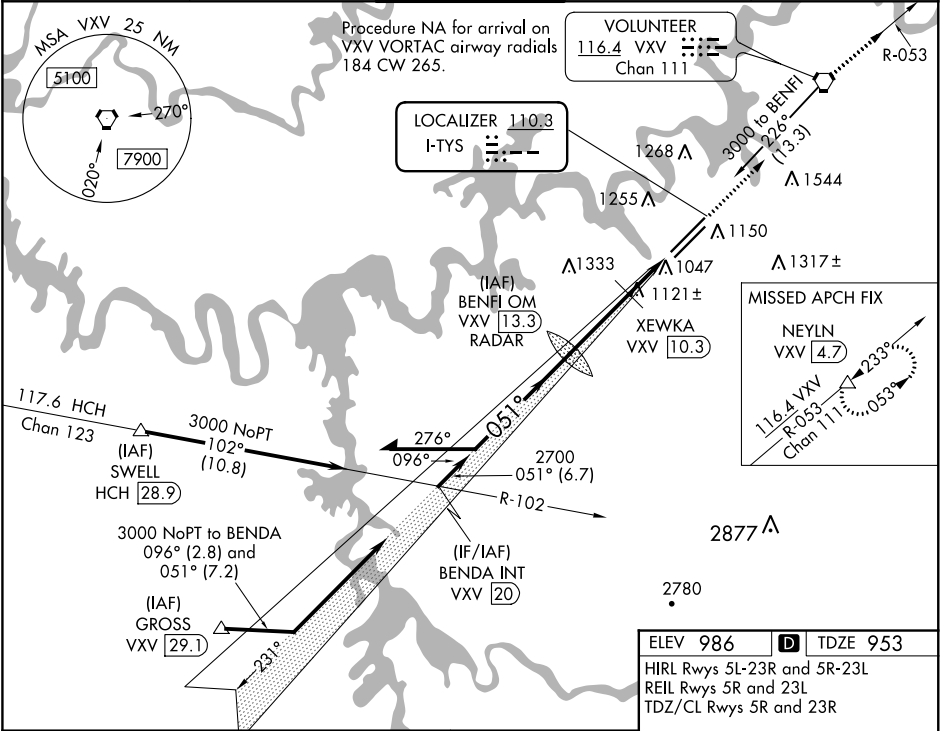 MSA VXV 25 NM
5100
270°
7900
020°
Procedure NA for arrival on
VXV VORTAC airway radials
184 CW 265.
VOLUNTEER
116.4 VXV
Chan 111
R-053
LOCALIZER 110.3
I-TYS
3000 to BENFI
226°
(13.3)
1268
1544
1255
1150
1333
1047
1317±
1121±
(IAF)
BENFI OM
VXV 13.3
RADAR
XEWKA
VXV 10.3
MISSED APCH FIX
NEYLN
VXV 4.7
233°
053°
116.4 VXV
R-053
Chan 111
117.6 HCH
Chan 123
3000 NoPT
102°
(10.8)
(IAF)
SWELL
HCH 28.9
051°
276°
096°
2700
051° (6.7)
R-102
3000 NoPT to BENDA
096° (2.8) and
051° (7.2)
(IF/IAF)
BENDA INT
VXV 20
2877
2780
(IAF)
GROSS
VXV 29.1
231°
ELEV 986 D TDZE 953
HIRL Rwys 5L-23R and 5R-23L
REIL Rwys 5R and 23L
TDZ/CL Rwys 5R and 23R